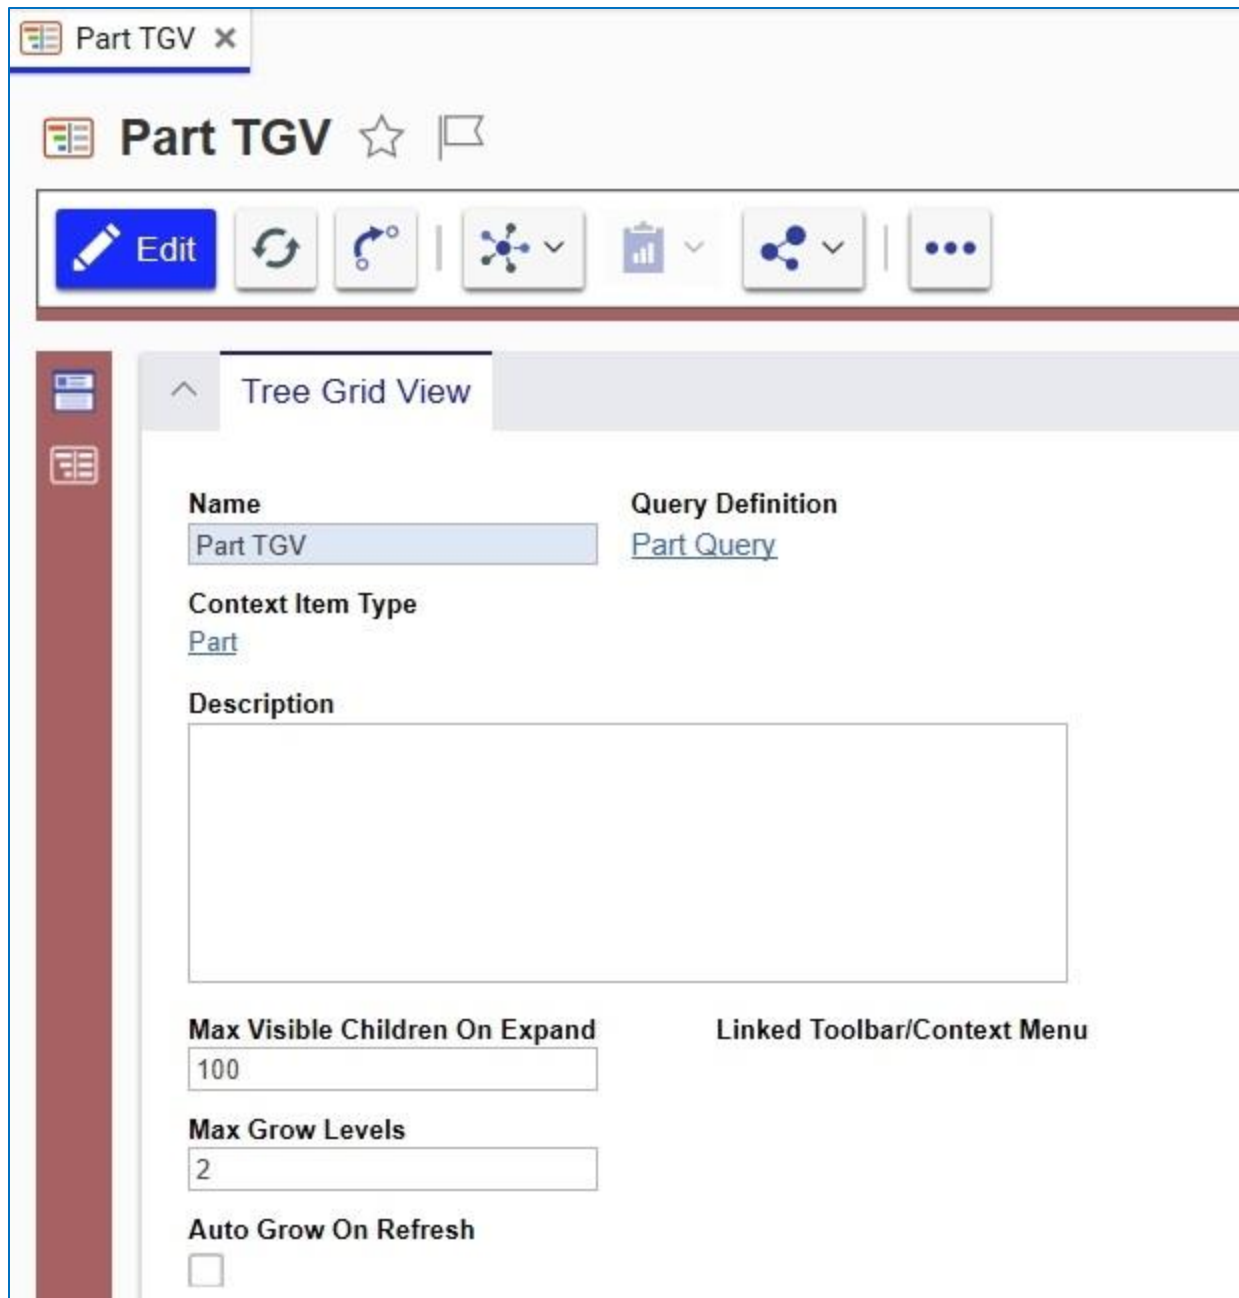 Part TGV
Part TGV
Edit
Tree Grid View
Name Query Definition
Part TGV Part Query
Context Item Type
Part
Description
Max Visible Children On Expand Linked Toolbar/Context Menu
100
Max Grow Levels
2
Auto Grow On Refresh